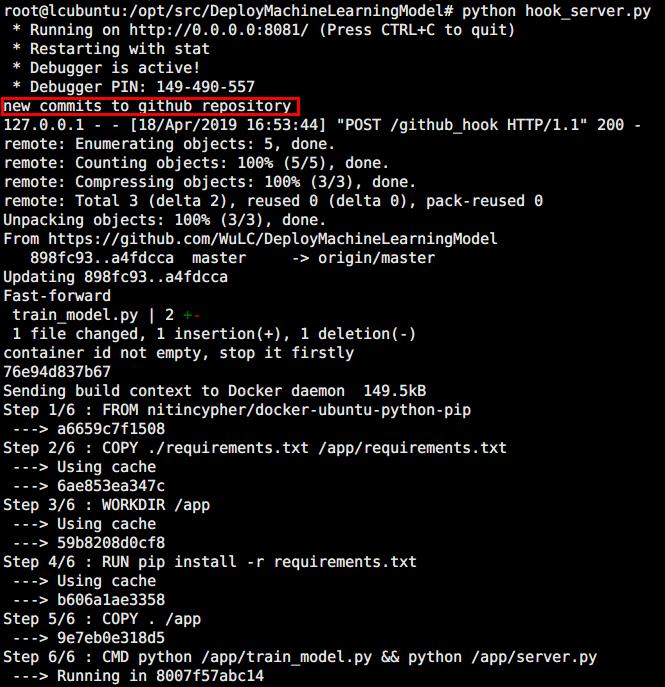 root@lcubuntu:/opt/src/DeployMachineLearningModel# python hook_server.py
 * Running on http://0.0.0.0:8081/ (Press CTRL+C to quit)
 * Restarting with stat
 * Debugger is active!
 * Debugger PIN: 149-490-557
new commits to github repository
127.0.0.1 - - [18/Apr/2019 16:53:44] "POST /github_hook HTTP/1.1" 200 -
remote: Enumerating objects: 5, done.
remote: Counting objects: 100% (5/5), done.
remote: Compressing objects: 100% (3/3), done.
remote: Total 3 (delta 2), reused 0 (delta 0), pack-reused 0
Unpacking objects: 100% (3/3), done.
From https://github.com/WuLC/DeployMachineLearningModel
   898fc93..a4fdcca  master     -> origin/master
Updating 898fc93..a4fdcca
Fast-forward
 train_model.py | 2 +-
 1 file changed, 1 insertion(+), 1 deletion(-)
container id not empty, stop it firstly
76e94d837b67
Sending build context to Docker daemon  149.5kB
Step 1/6 : FROM nitincypher/docker-ubuntu-python-pip
 ---> a6659c7f1508
Step 2/6 : COPY ./requirements.txt /app/requirements.txt
 ---> Using cache
 ---> 6ae853ea347c
Step 3/6 : WORKDIR /app
 ---> Using cache
 ---> 59b8208d0cf8
Step 4/6 : RUN pip install -r requirements.txt
 ---> Using cache
 ---> b606a1ae3358
Step 5/6 : COPY . /app
 ---> 9e7eb0e318d5
Step 6/6 : CMD python /app/train_model.py && python /app/server.py
 ---> Running in 8007f57abc14